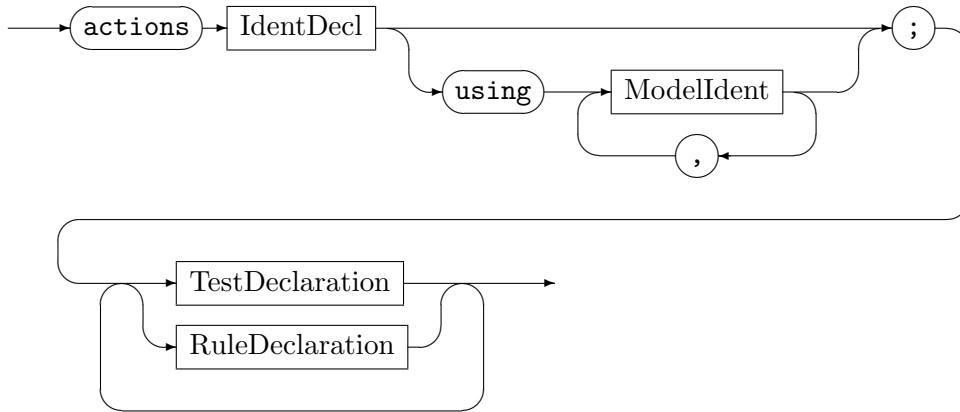 actions IdentDecl ;
using ModelIdent
,
TestDeclaration
RuleDeclaration